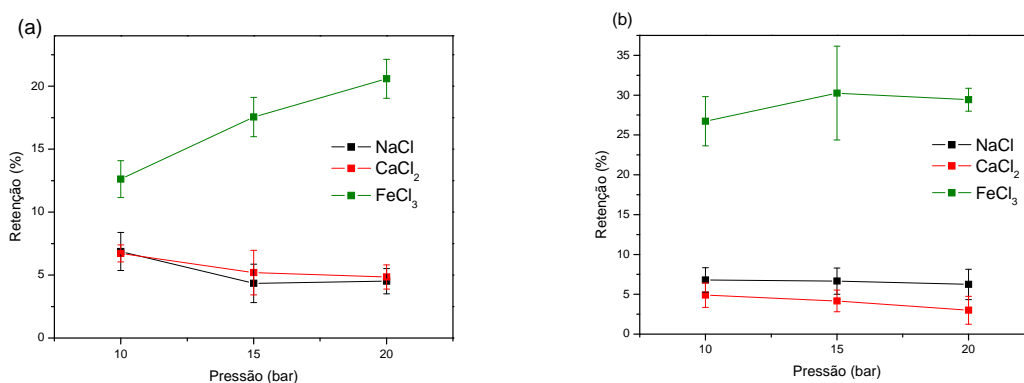 (a)
20
15
10
5
0
Retenção (%)
NaCl
CaCl2
FeCl3
10
15
20
Pressão (bar)
(b)
35
30
25
20
15
10
5
0
Retenção (%)
NaCl
CaCl2
FeCl3
10
15
20
Pressão (bar)